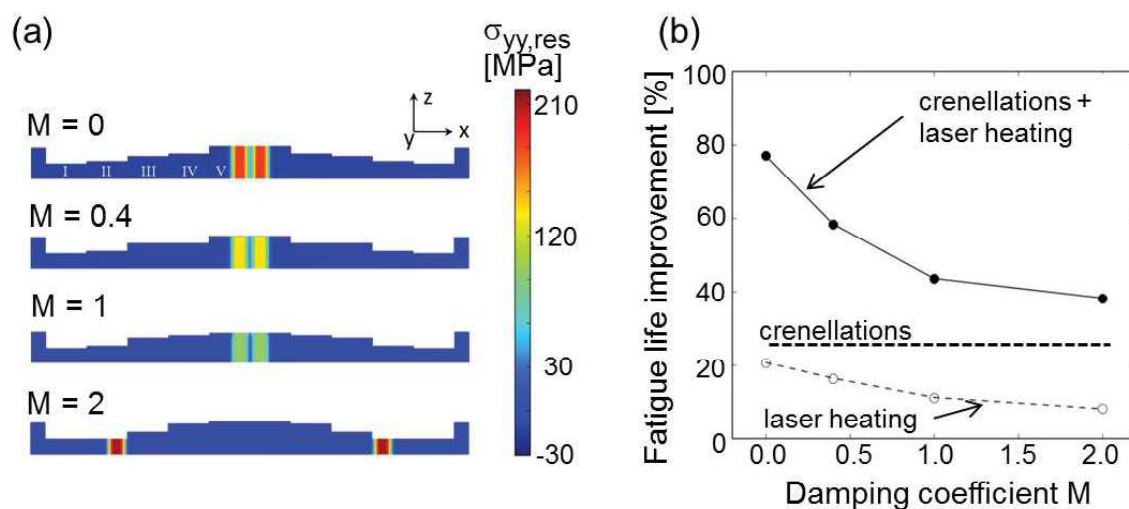 (a)
σyy,res
[MPa]
210
120
30
-30
z
y
x
M = 0
I II III IV V
M = 0.4
M = 1
M = 2
(b)
Fatigue life improvement [%]
100
80
60
40
20
0
crenellations +
laser heating
crenellations
laser heating
0.0 0.5 1.0 1.5 2.0
Damping coefficient M